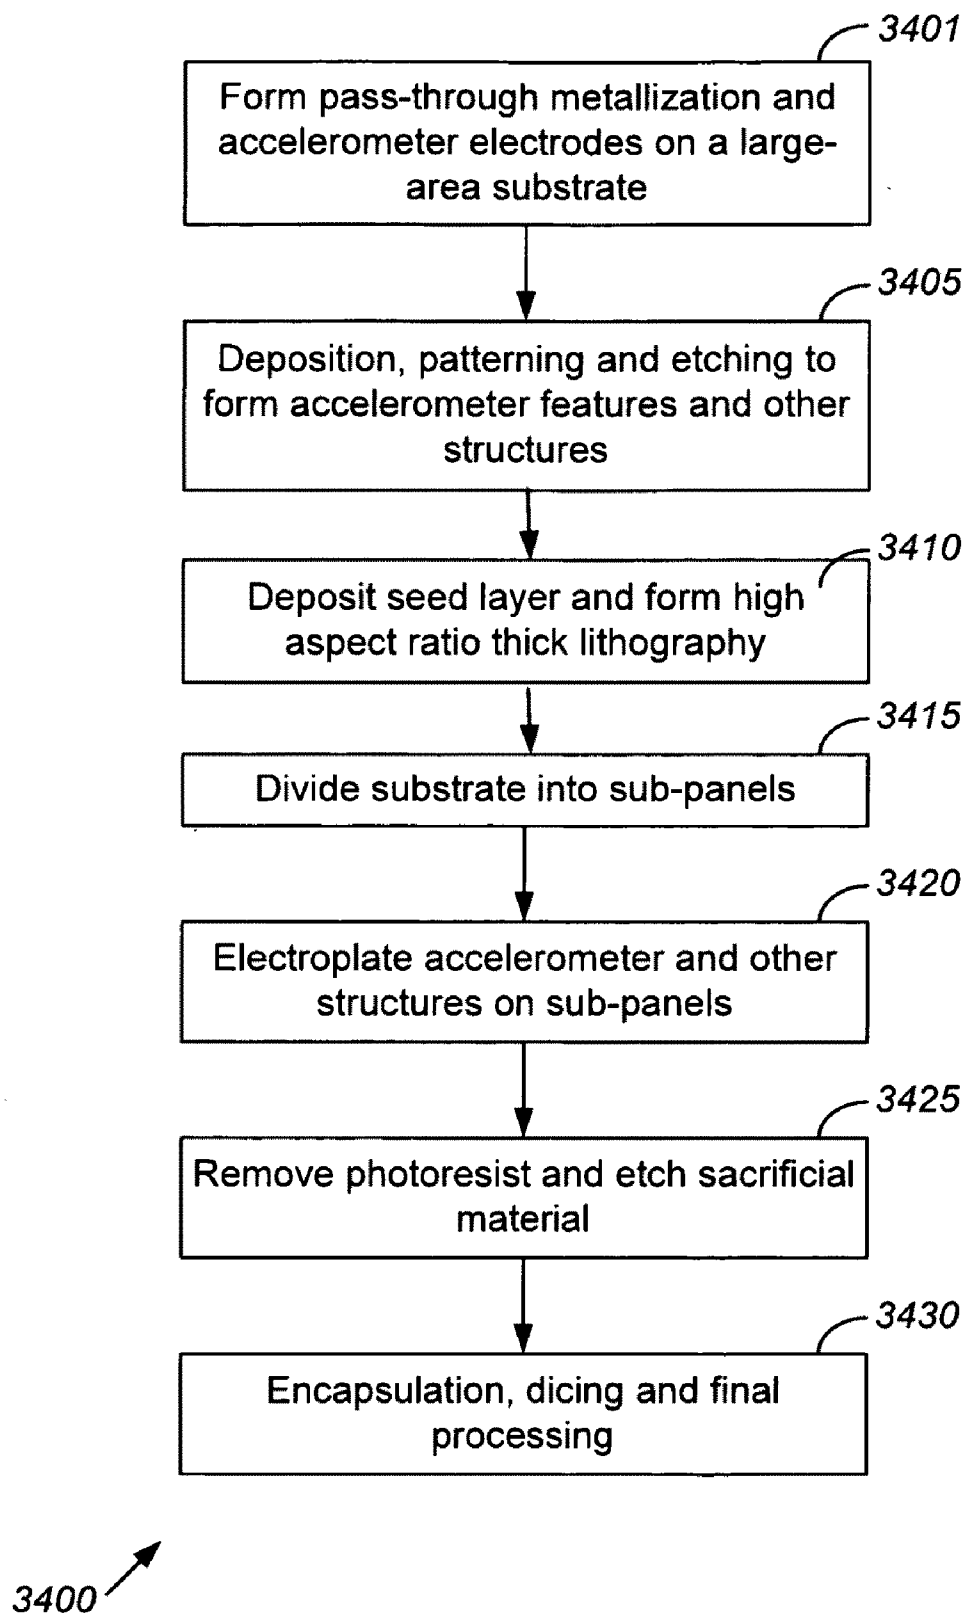 3401
Form pass-through metallization and
accelerometer electrodes on a large-
area substrate
3405
Deposition, patterning and etching to
form accelerometer features and other
structures
3410
Deposit seed layer and form high
aspect ratio thick lithography
3415
Divide substrate into sub-panels
3420
Electroplate accelerometer and other
structures on sub-panels
3425
Remove photoresist and etch sacrificial
material
3430
Encapsulation, dicing and final
processing
3400